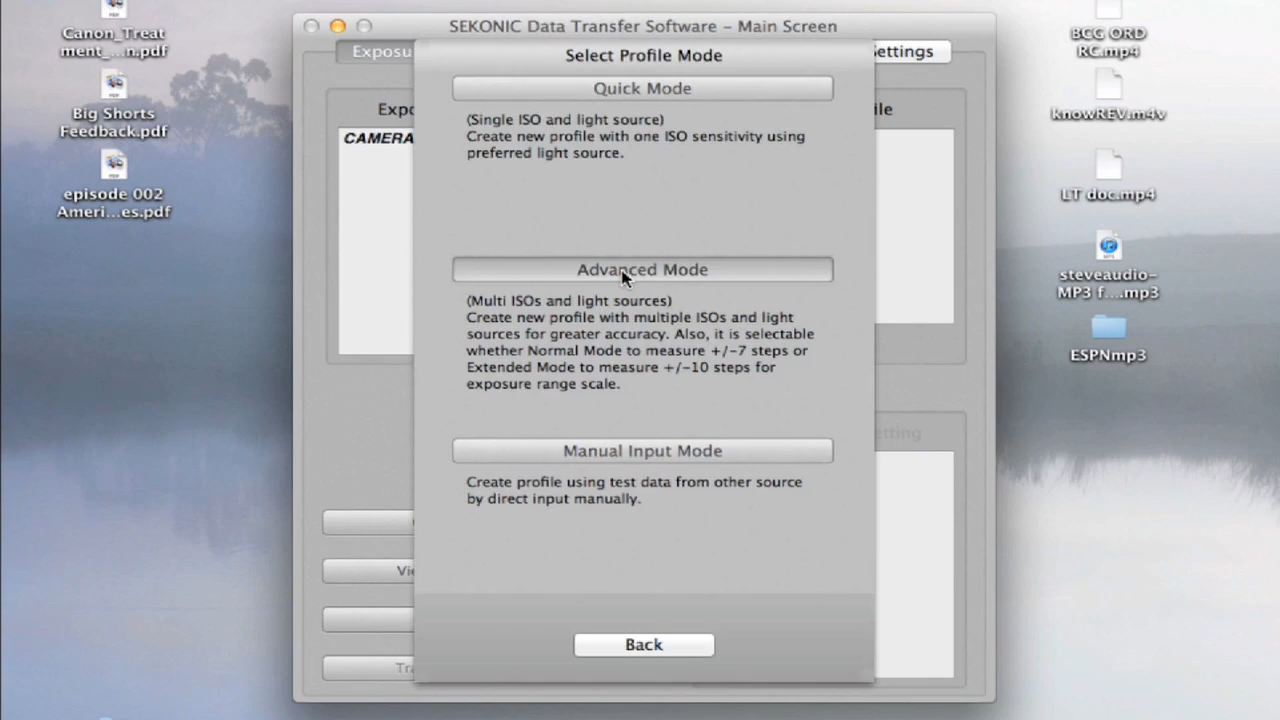 Canon_Treat
ment_..._n.pdf
Big Shorts
Feedback.pdf
episode 002
Ameri...es.pdf
SEKONIC Data Transfer Software – Main Screen
Exposu
Settings
Select Profile Mode
Expo
ile
CAMERA
Quick Mode
(Single ISO and light source)
Create new profile with one ISO sensitivity using
preferred light source.
Advanced Mode
(Multi ISOs and light sources)
Create new profile with multiple ISOs and light
sources for greater accuracy. Also, it is selectable
whether Normal Mode to measure +/-7 steps or
Extended Mode to measure +/-10 steps for
exposure range scale.
etting
Manual Input Mode
Create profile using test data from other source
by direct input manually.
Vie
Tra
Back
BCG ORD
RC.mp4
knowREV.m4v
LT doc.mp4
steveaudio-
MP3 f....mp3
ESPNmp3